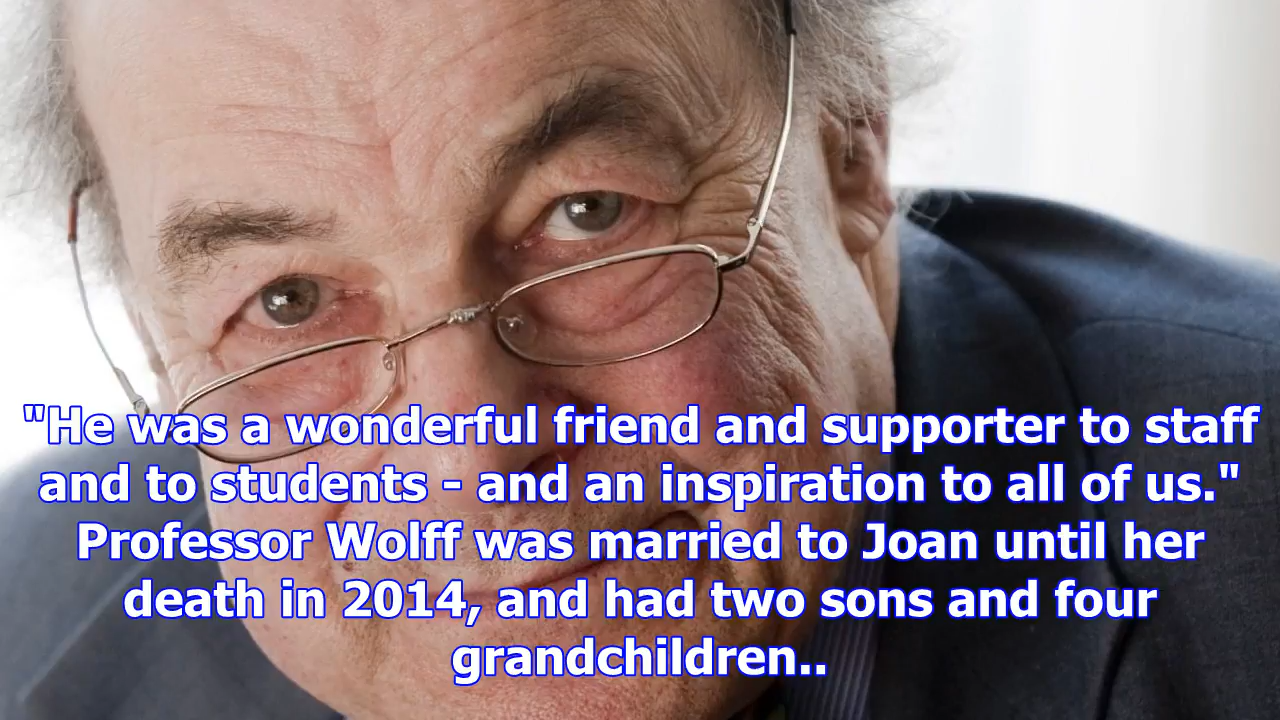 "He was a wonderful friend and supporter to staff
and to students - and an inspiration to all of us."
Professor Wolff was married to Joan until her
death in 2014, and had two sons and four
grandchildren..